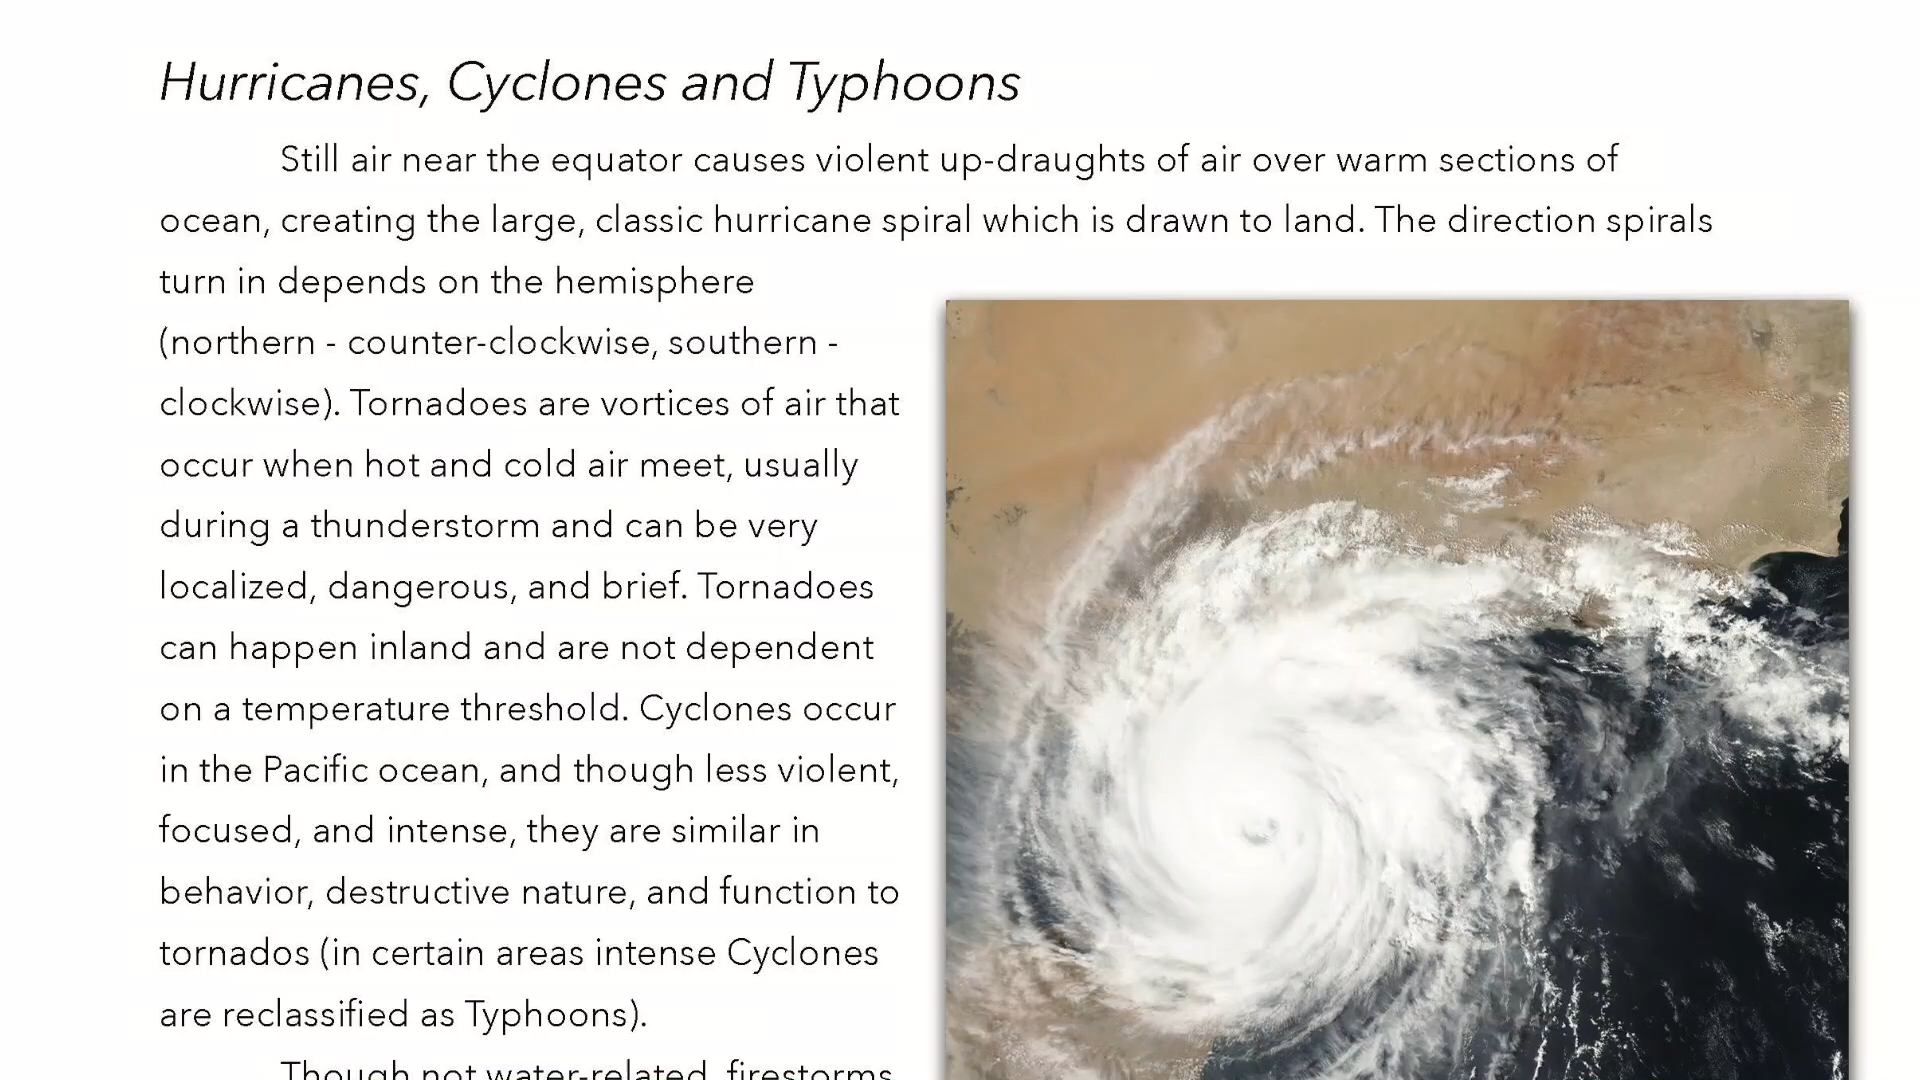 Hurricanes, Cyclones and Typhoons
Still air near the equator causes violent up-draughts of air over warm sections of
ocean, creating the large, classic hurricane spiral which is drawn to land. The direction spirals
turn in depends on the hemisphere
(northern - counter-clockwise, southern -
clockwise). Tornadoes are vortices of air that
occur when hot and cold air meet, usually
during a thunderstorm and can be very
localized, dangerous, and brief. Tornadoes
can happen inland and are not dependent
on a temperature threshold. Cyclones occur
in the Pacific ocean, and though less violent,
focused, and intense, they are similar in
behavior, destructive nature, and function to
tornados (in certain areas intense Cyclones
are reclassified as Typhoons).
Though not water-related, firestorms